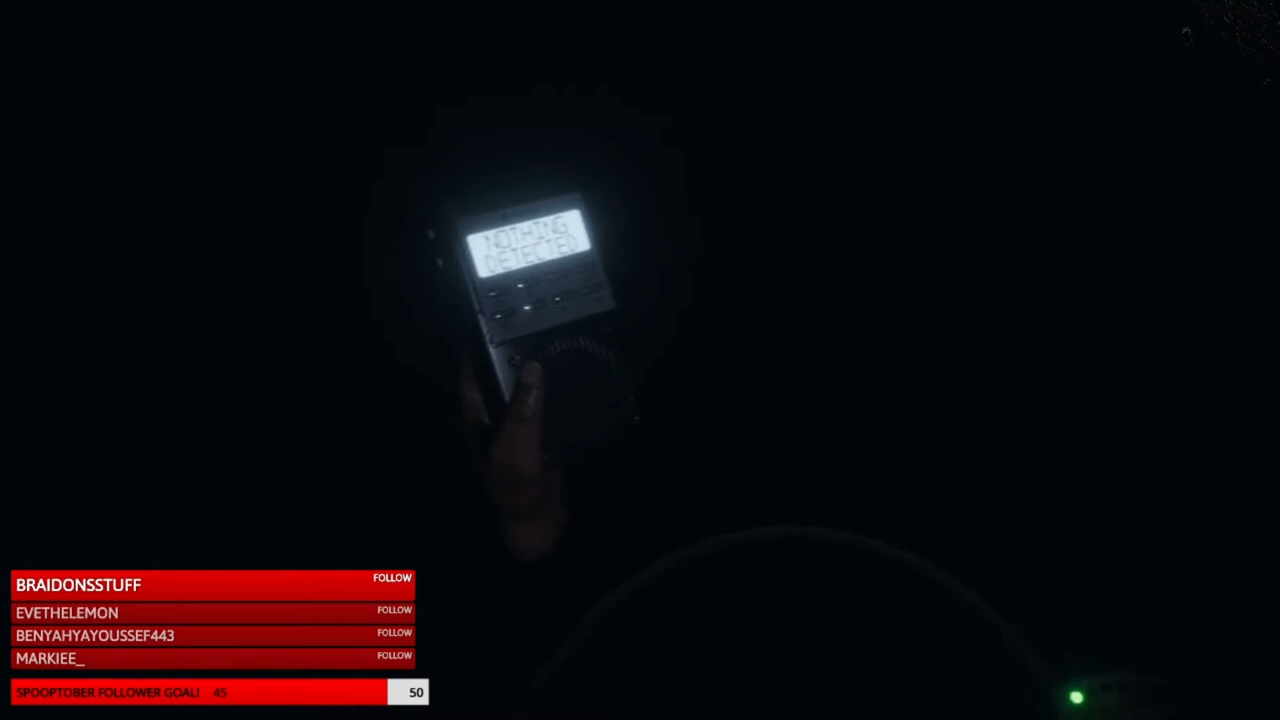 NOTHING
DETECTED
BRAIDONSSTUFF FOLLOW
EVETHELEMON FOLLOW
BENYAHYAYOUSSEF443 FOLLOW
MARKIEE_ FOLLOW
SPOOPTOBER FOLLOWER GOAL! 45 50